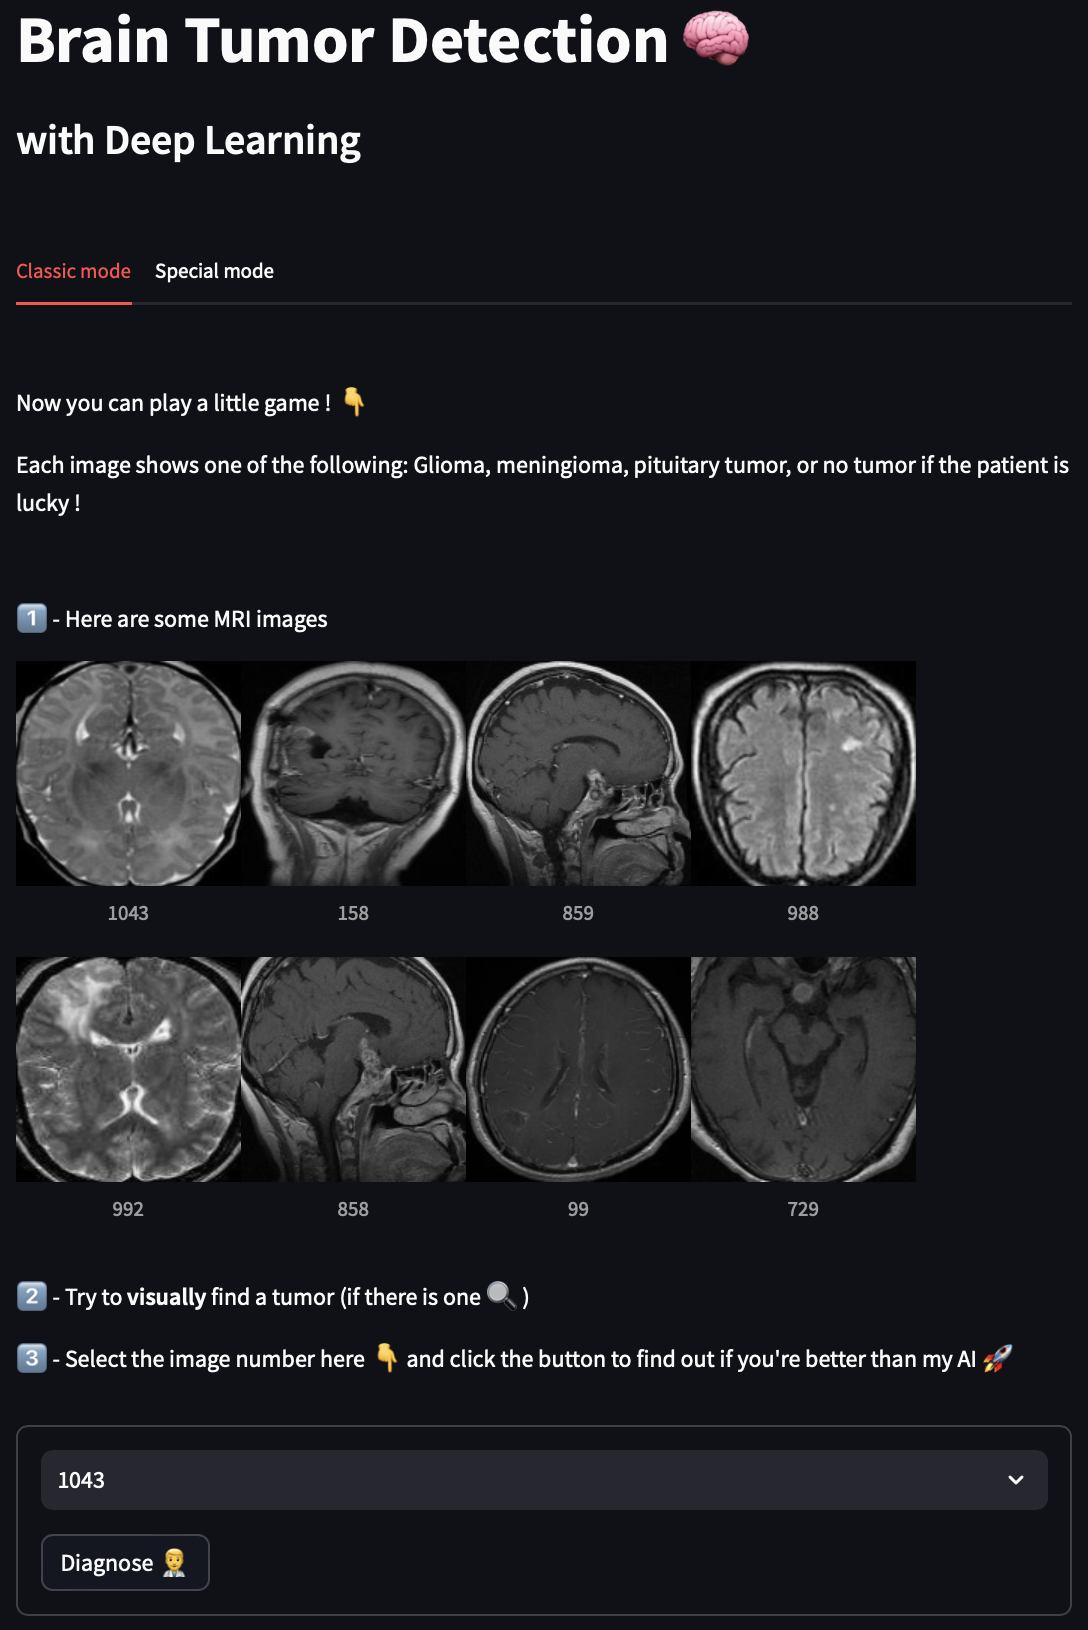 Brain Tumor Detection 🧠
with Deep Learning
Classic mode Special mode
Now you can play a little game ! 👇
Each image shows one of the following: Glioma, meningioma, pituitary tumor, or no tumor if the patient is
lucky !
1️⃣ - Here are some MRI images
1043 158 859 988
992 858 99 729
2️⃣ - Try to visually find a tumor (if there is one 🔍 )
3️⃣ - Select the image number here 👇 and click the button to find out if you're better than my AI 🚀
1043
Diagnose 👨‍⚕️